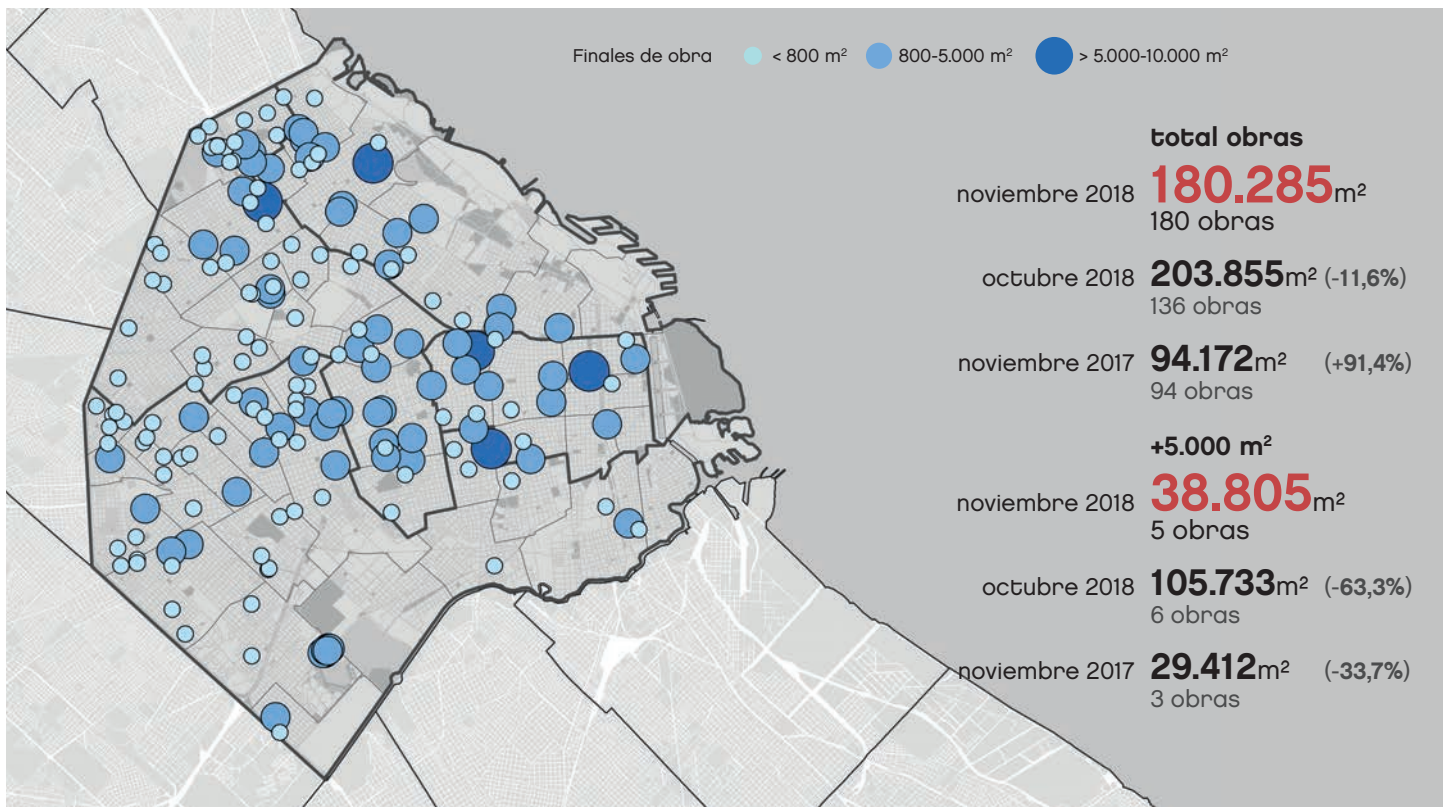 Finales de obra < 800 m² 800-5.000 m² > 5.000-10.000 m²
total obras
noviembre 2018 180.285m²
180 obras
octubre 2018 203.855m² (-11,6%)
136 obras
noviembre 2017 94.172m² (+91,4%)
94 obras
+5.000 m²
noviembre 2018 38.805m²
5 obras
octubre 2018 105.733m² (-63,3%)
6 obras
noviembre 2017 29.412m² (-33,7%)
3 obras